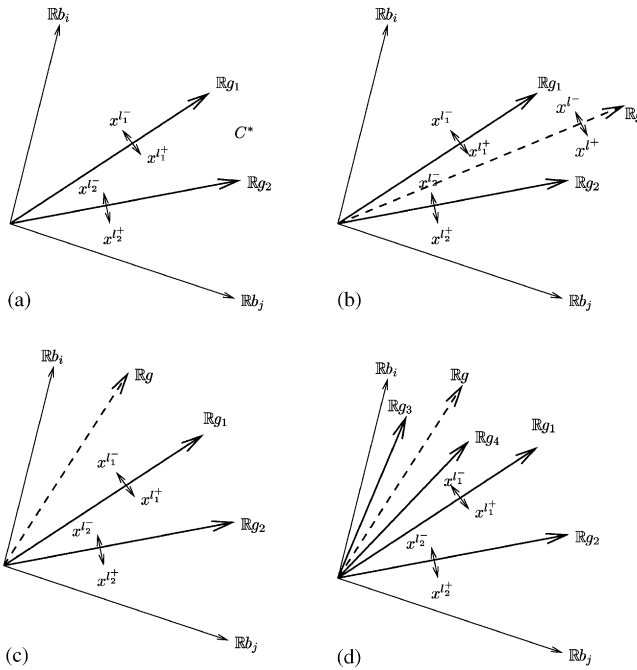 ℝb_i
ℝg_1
x^{l_1^-}
C*
x^{l_1^+}
x^{l_2^-}
ℝg_2
x^{l_2^+}
ℝb_j
(a)
ℝb_i
ℝg_1
x^{l^-}
ℝg
x^{l_1^-}
x^{l^+}
x^{l_1^+}
x^{l_2^-}
ℝg_2
x^{l_2^+}
ℝb_j
(b)
ℝb_i
ℝg
ℝg_1
x^{l_1^-}
x^{l_1^+}
x^{l_2^-}
ℝg_2
x^{l_2^+}
ℝb_j
(c)
ℝb_i
ℝg
ℝg_3
ℝg_4
ℝg_1
x^{l_1^-}
x^{l_1^+}
x^{l_2^-}
ℝg_2
x^{l_2^+}
ℝb_j
(d)